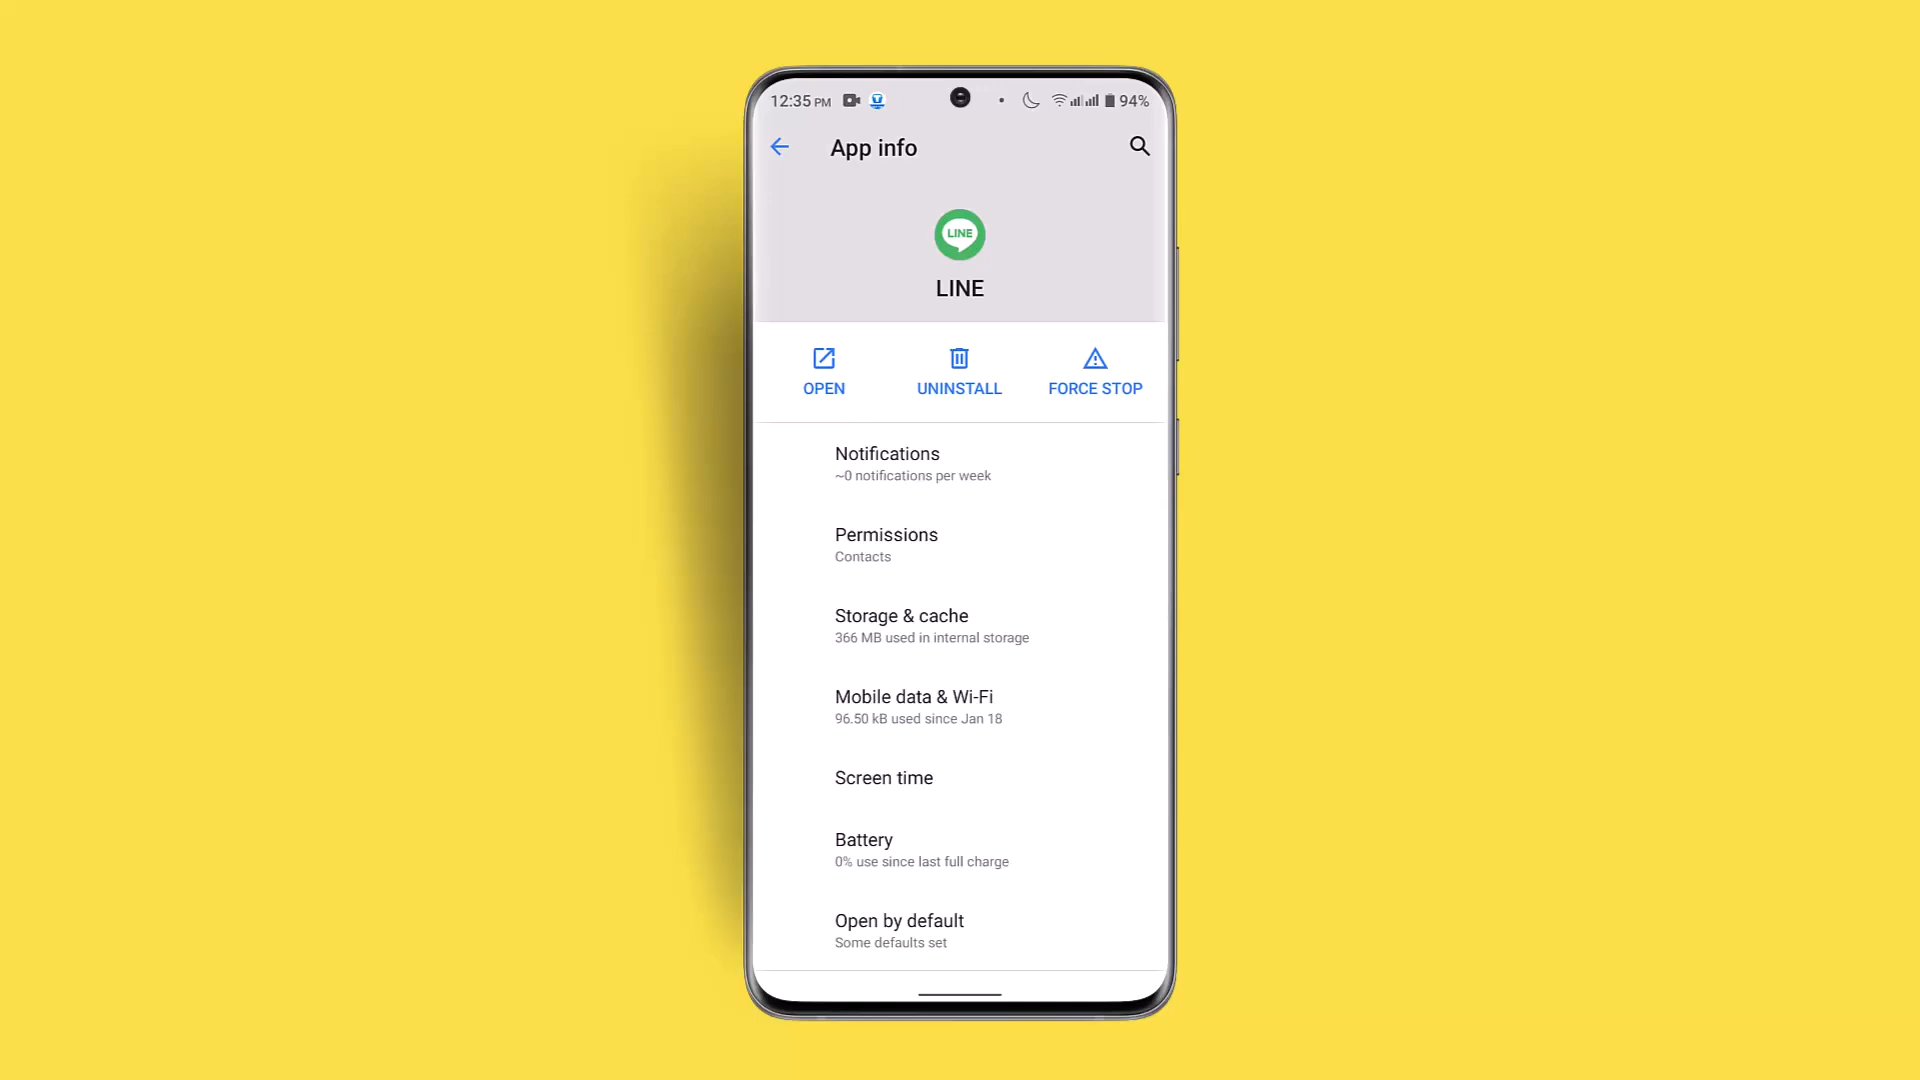 12:35 PM 94%
App info
LINE
LINE
OPEN UNINSTALL FORCE STOP
Notifications
~0 notifications per week
Permissions
Contacts
Storage & cache
366 MB used in internal storage
Mobile data & Wi-Fi
96.50 kB used since Jan 18
Screen time
Battery
0% use since last full charge
Open by default
Some defaults set